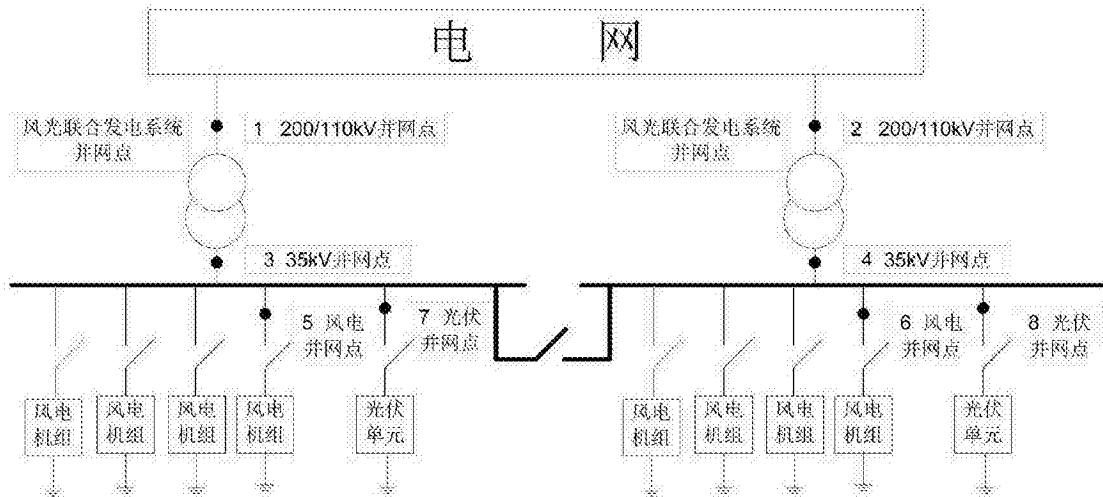 电 网
风光联合发电系统
并网点
1 200/110kV并网点
风光联合发电系统
并网点
2 200/110kV并网点
3 35kV并网点
4 35kV并网点
5 风电
并网点
7 光伏
并网点
6 风电
并网点
8 光伏
并网点
风电
机组
风电
机组
风电
机组
风电
机组
光伏
单元
风电
机组
风电
机组
风电
机组
风电
机组
光伏
单元